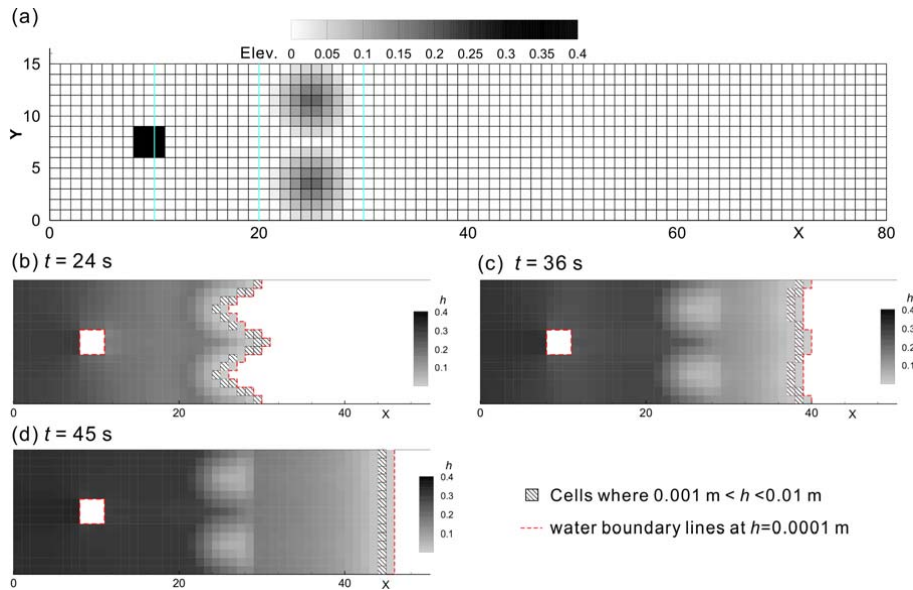 (a)
Elev. 0 0.05 0.1 0.15 0.2 0.25 0.3 0.35 0.4
15
10
Y
5
0
0 20 40 60 X 80
(b) t = 24 s
h
0.4
0.3
0.2
0.1
0 20 40 X
(c) t = 36 s
h
0.4
0.3
0.2
0.1
0 20 40 X
(d) t = 45 s
h
0.4
0.3
0.2
0.1
0 20 40 X
Cells where 0.001 m < h <0.01 m
water boundary lines at h=0.0001 m